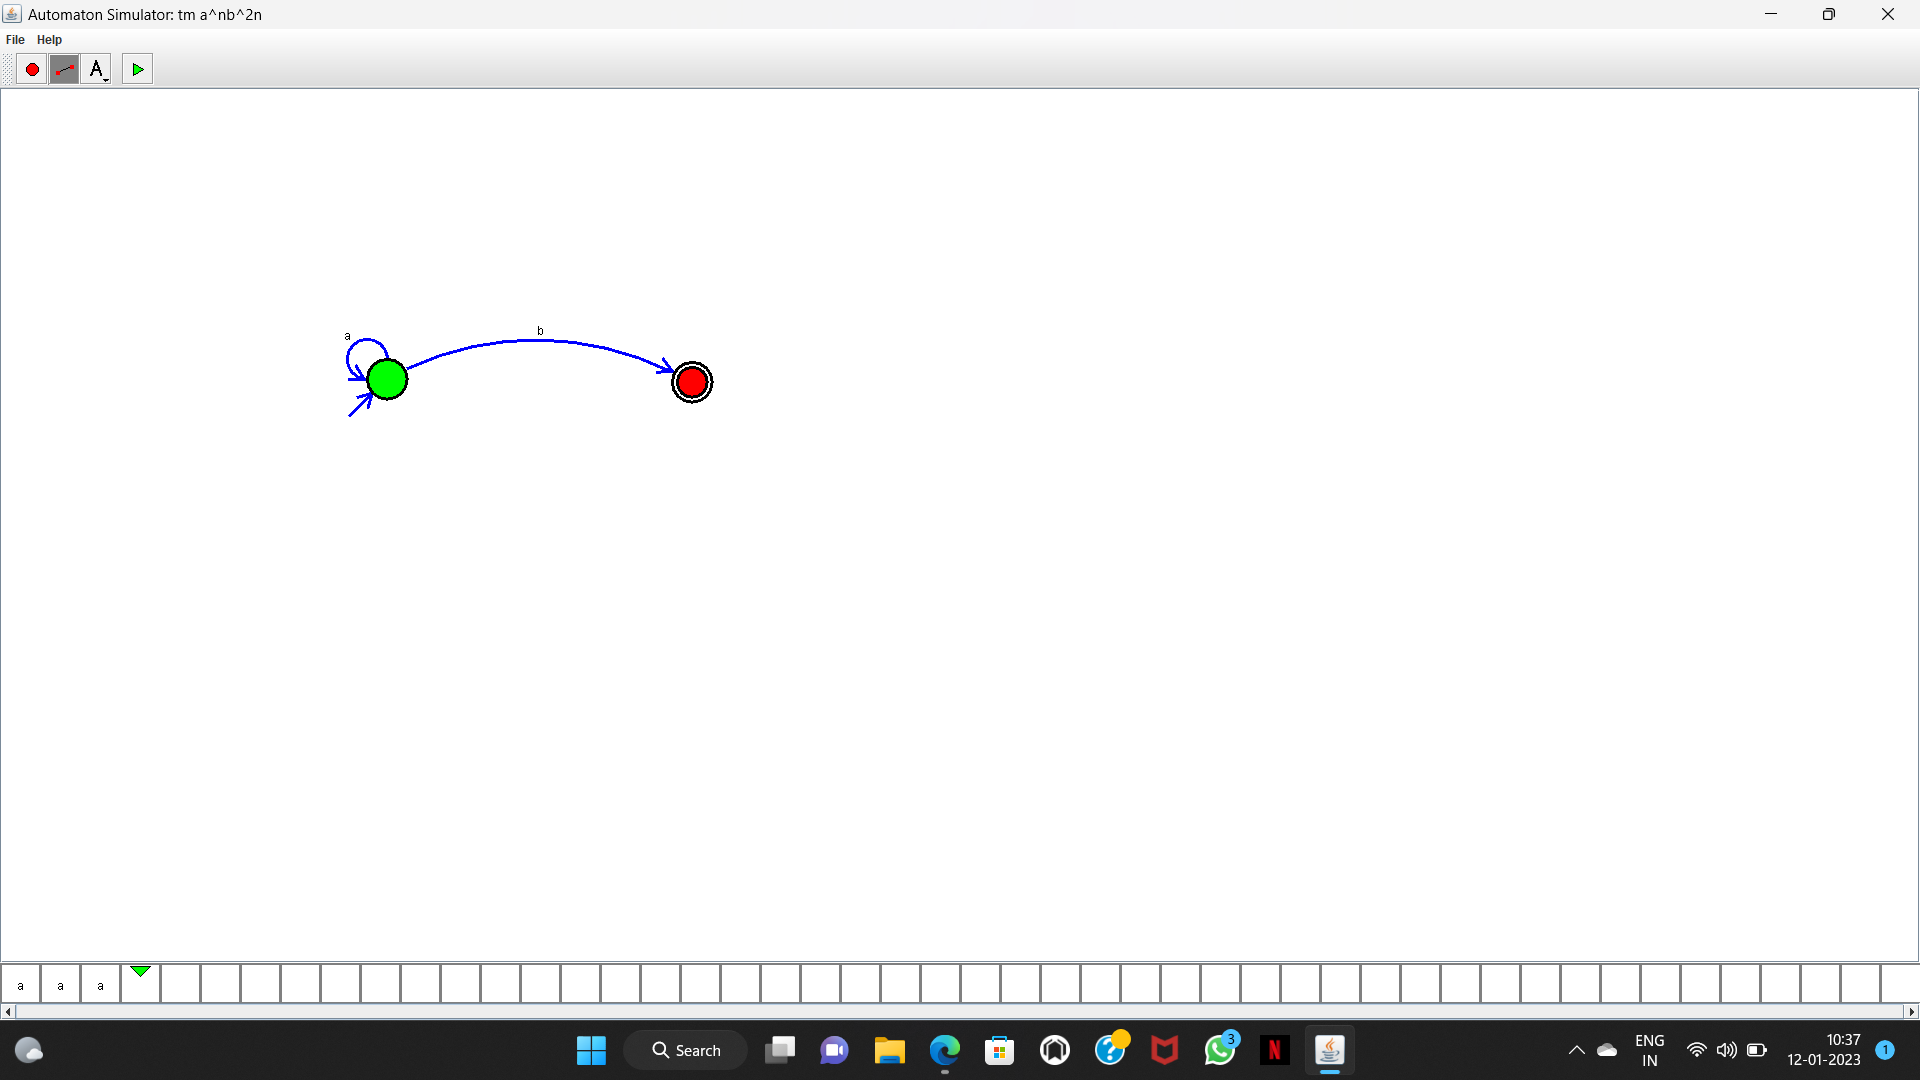 Automaton Simulator: tm a^nb^2n
File Help
A
a
b
a a a
Search
3
N
ENG
IN
10:37
12-01-2023
1